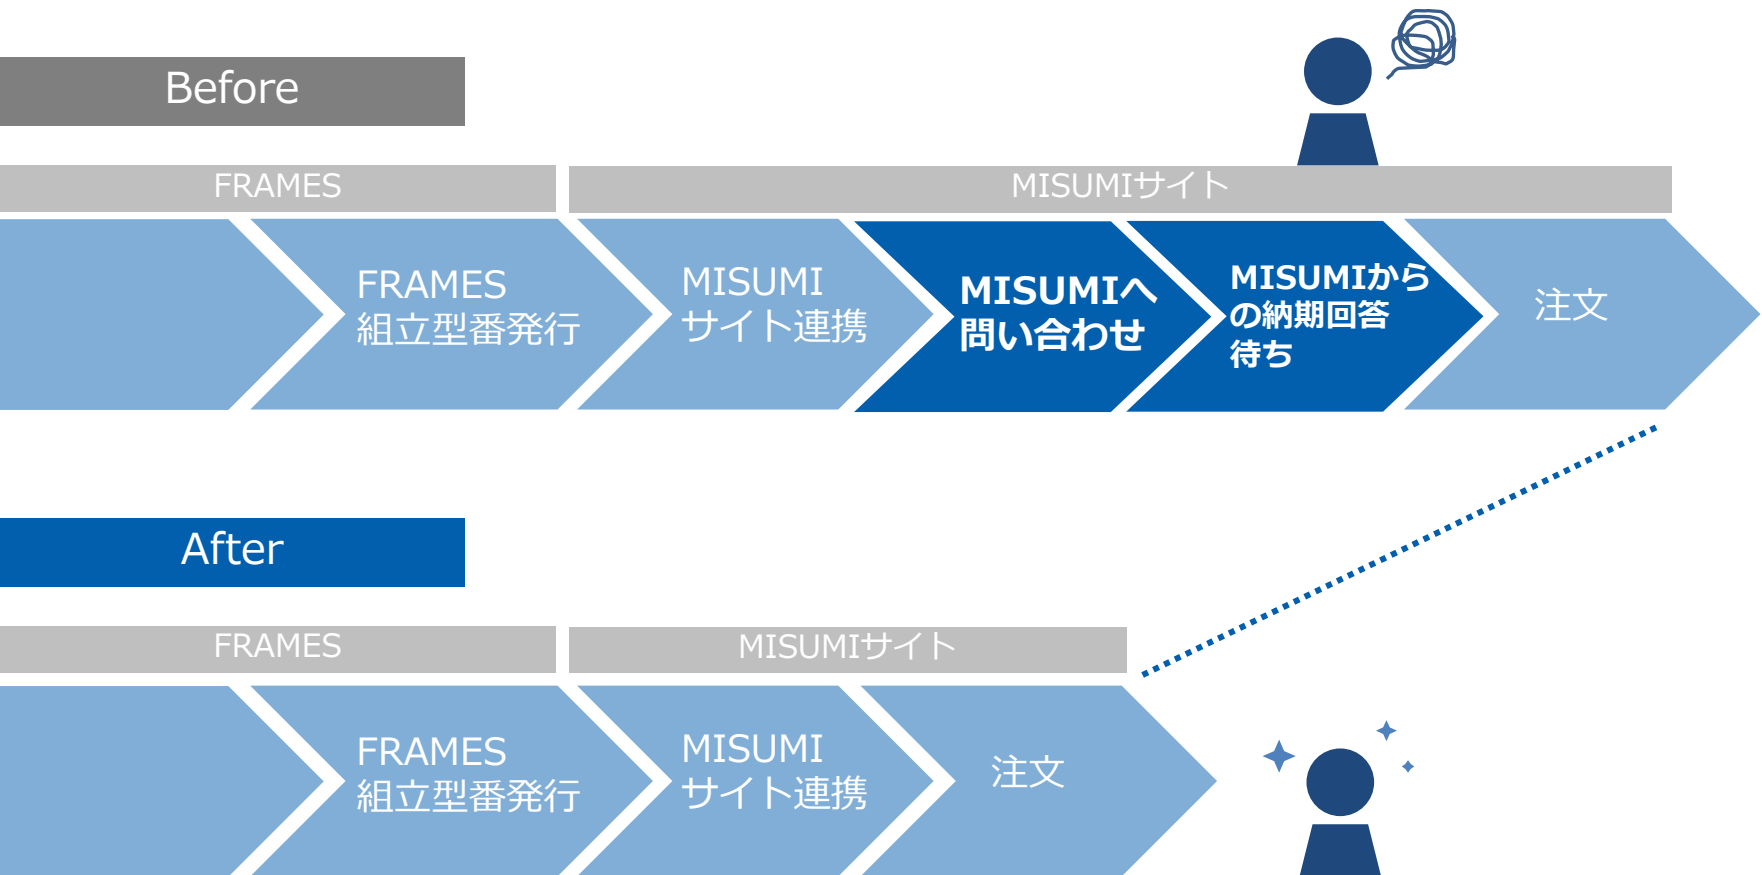 Before
FRAMES
MISUMIサイト
FRAMES
組立型番発行
MISUMI
サイト連携
MISUMIへ
問い合わせ
MISUMIから
の納期回答
待ち
注文
After
FRAMES
MISUMIサイト
FRAMES
組立型番発行
MISUMI
サイト連携
注文